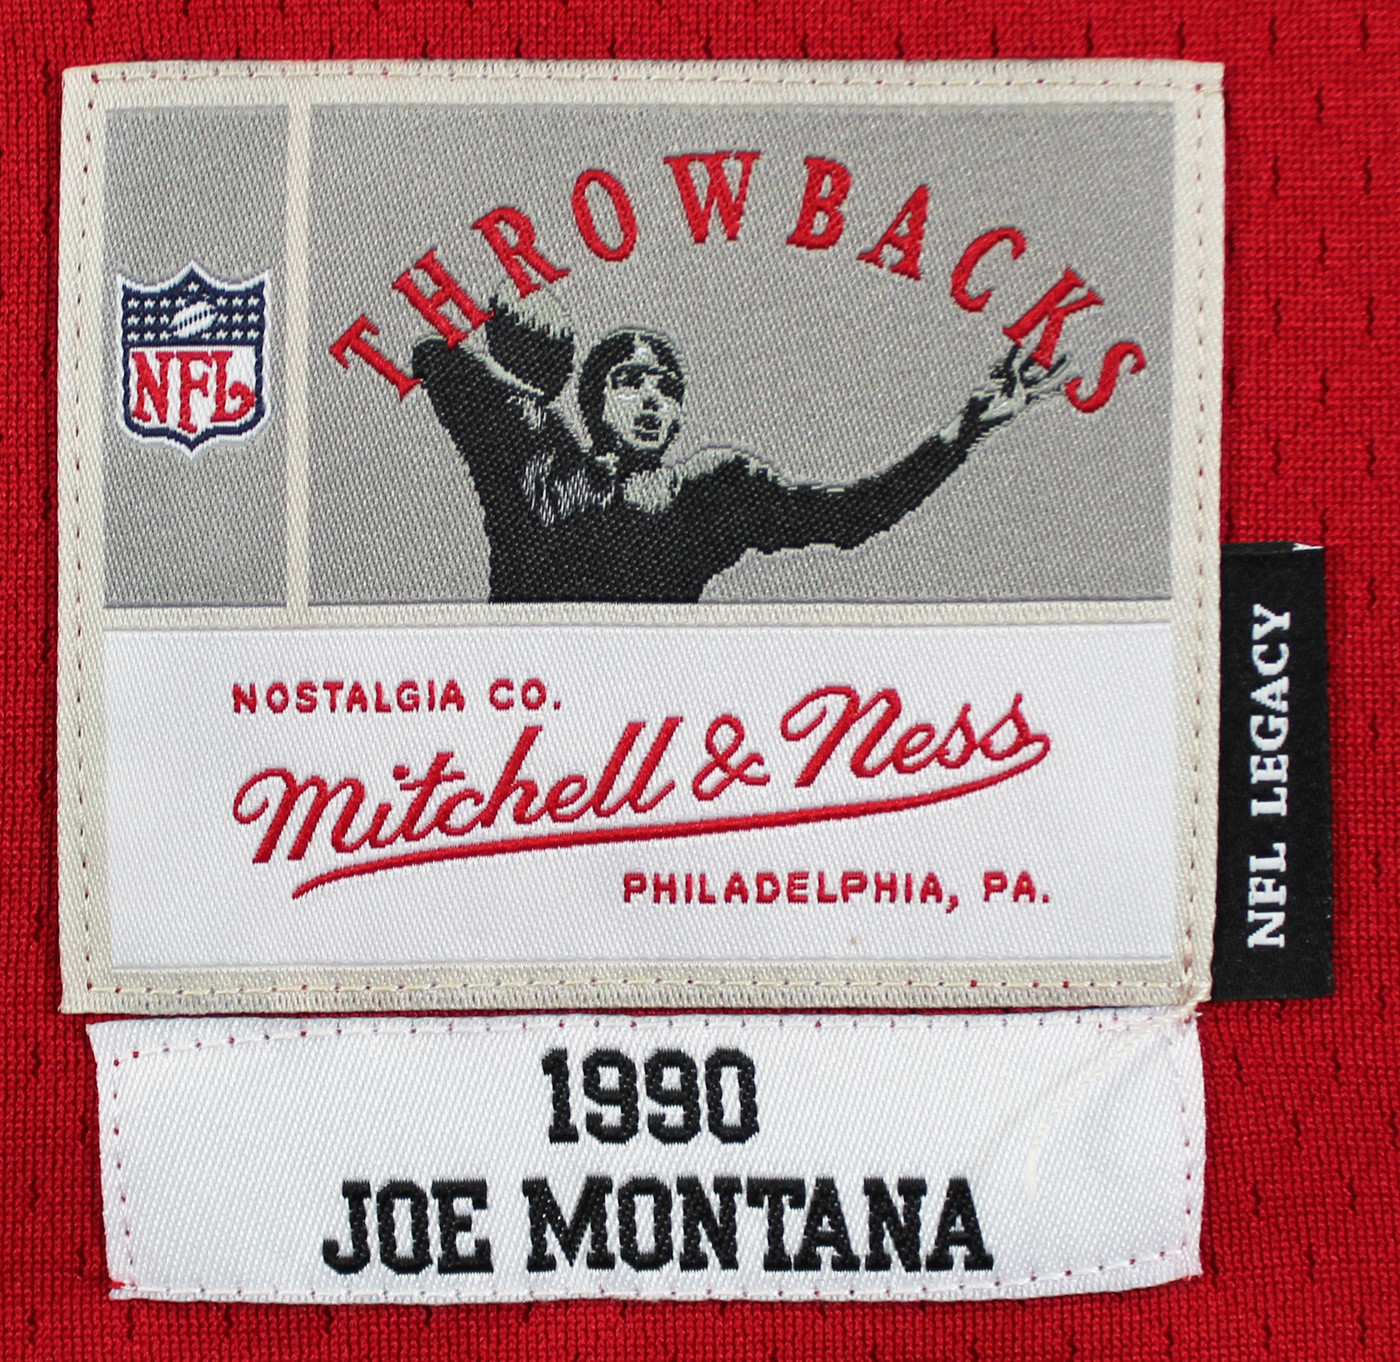 THROWBACKS
NFL
NOSTALGIA CO.
Mitchell & Ness
PHILADELPHIA, PA.
NFL LEGACY
1990
JOE MONTANA